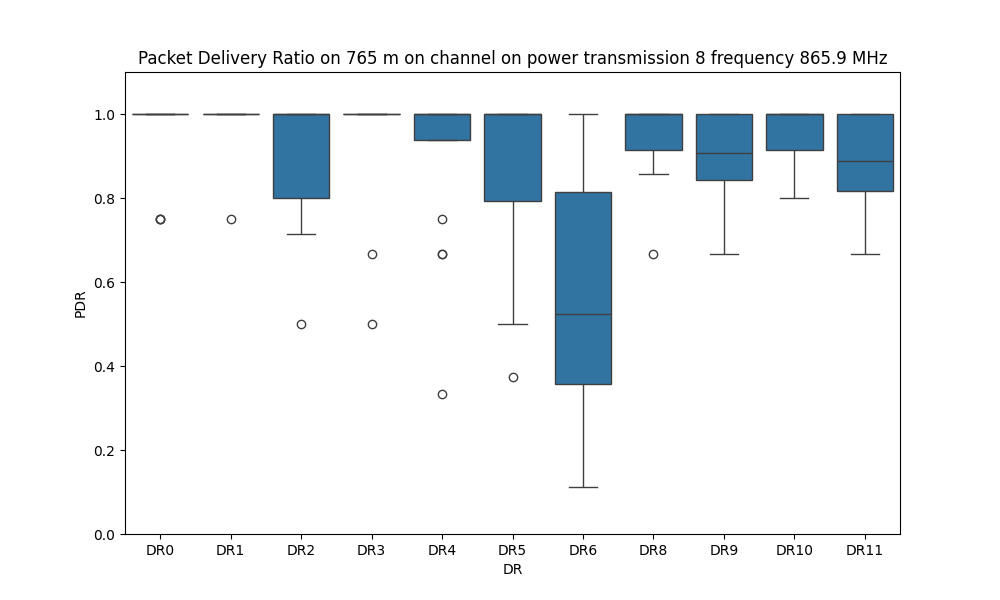 Packet Delivery Ratio on 765 m on channel on power transmission 8 frequency 865.9 MHz
PDR
1.0
0.8
0.6
0.4
0.2
0.0
DR0 DR1 DR2 DR3 DR4 DR5 DR6 DR8 DR9 DR10 DR11
DR